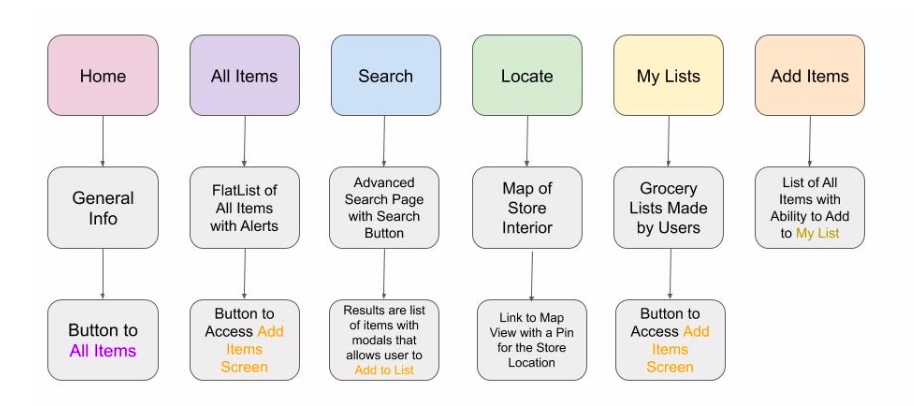 Home
All Items
Search
Locate
My Lists
Add Items
General
Info
FlatList of
All Items
with Alerts
Advanced
Search Page
with Search
Button
Map of
Store
Interior
Grocery
Lists Made
by Users
List of All
Items with
Ability to Add
to My List
Button to
All Items
Button to
Access Add
Items
Screen
Results are list
of items with
modals that
allows user to
Add to List
Link to Map
View with a Pin
for the Store
Location
Button to
Access Add
Items
Screen